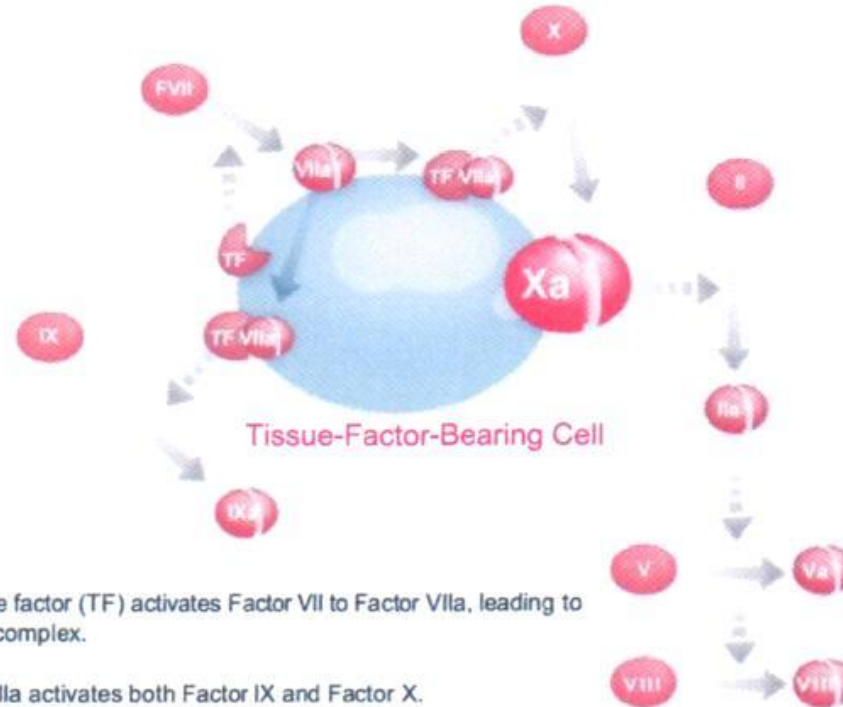 X
FVII
VIIa
TF VIIa
II
TF
Xa
IX
TF VIIa
IIa
Tissue-Factor-Bearing Cell
IXa
V
Va
e factor (TF) activates Factor VII to Factor VIIa, leading to
complex.
VIII
VIII
lla activates both Factor IX and Factor X.